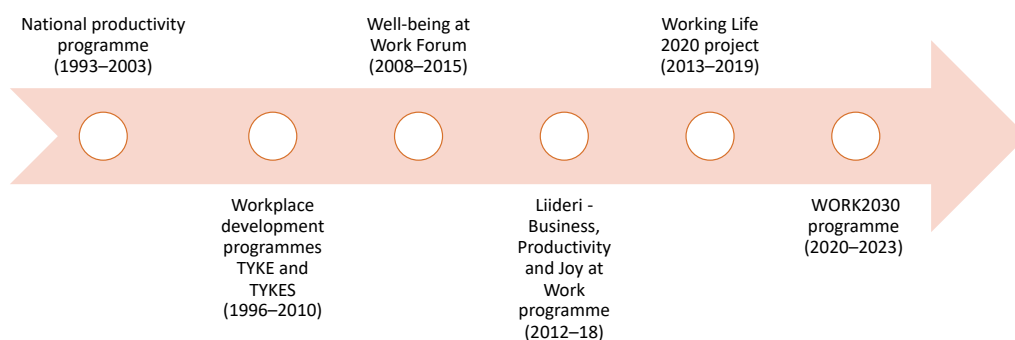 National productivity
programme
(1993–2003)
Workplace
development
programmes
TYKE and
TYKES
(1996–2010)
Well-being at
Work Forum
(2008–2015)
Liideri -
Business,
Productivity
and Joy at
Work
programme
(2012–18)
Working Life
2020 project
(2013–2019)
WORK2030
programme
(2020–2023)